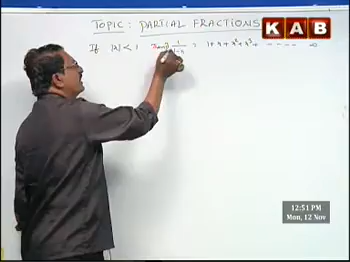 TOPIC: PARTIAL FRACTIONS
KAB
If |x| < 1 Then 1/(1-x) = 1 + x + x² + x³ + ---- ∞
12:51 PM
Mon, 12 Nov